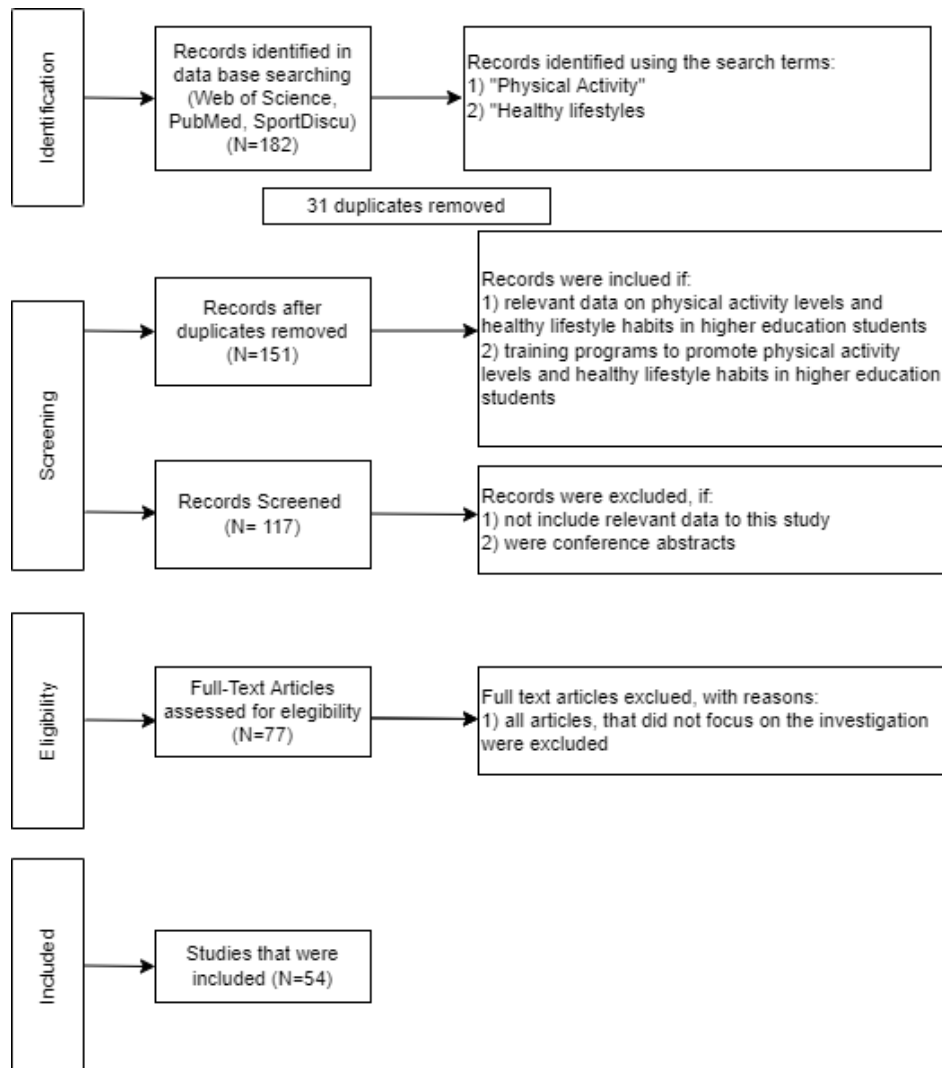 Identification
Records identified in
data base searching
(Web of Science,
PubMed, SportDiscu)
(N=182)
Records identified using the search terms:
1) "Physical Activity"
2) "Healthy lifestyles
31 duplicates removed
Screening
Records after
duplicates removed
(N=151)
Records were inclued if:
1) relevant data on physical activity levels and
healthy lifestyle habits in higher education students
2) training programs to promote physical activity
levels and healthy lifestyle habits in higher education
students
Records Screened
(N= 117)
Records were excluded, if:
1) not include relevant data to this study
2) were conference abstracts
Eligibility
Full-Text Articles
assessed for elegibility
(N=77)
Full text articles exclued, with reasons:
1) all articles, that did not focus on the investigation
were excluded
Included
Studies that were
included (N=54)